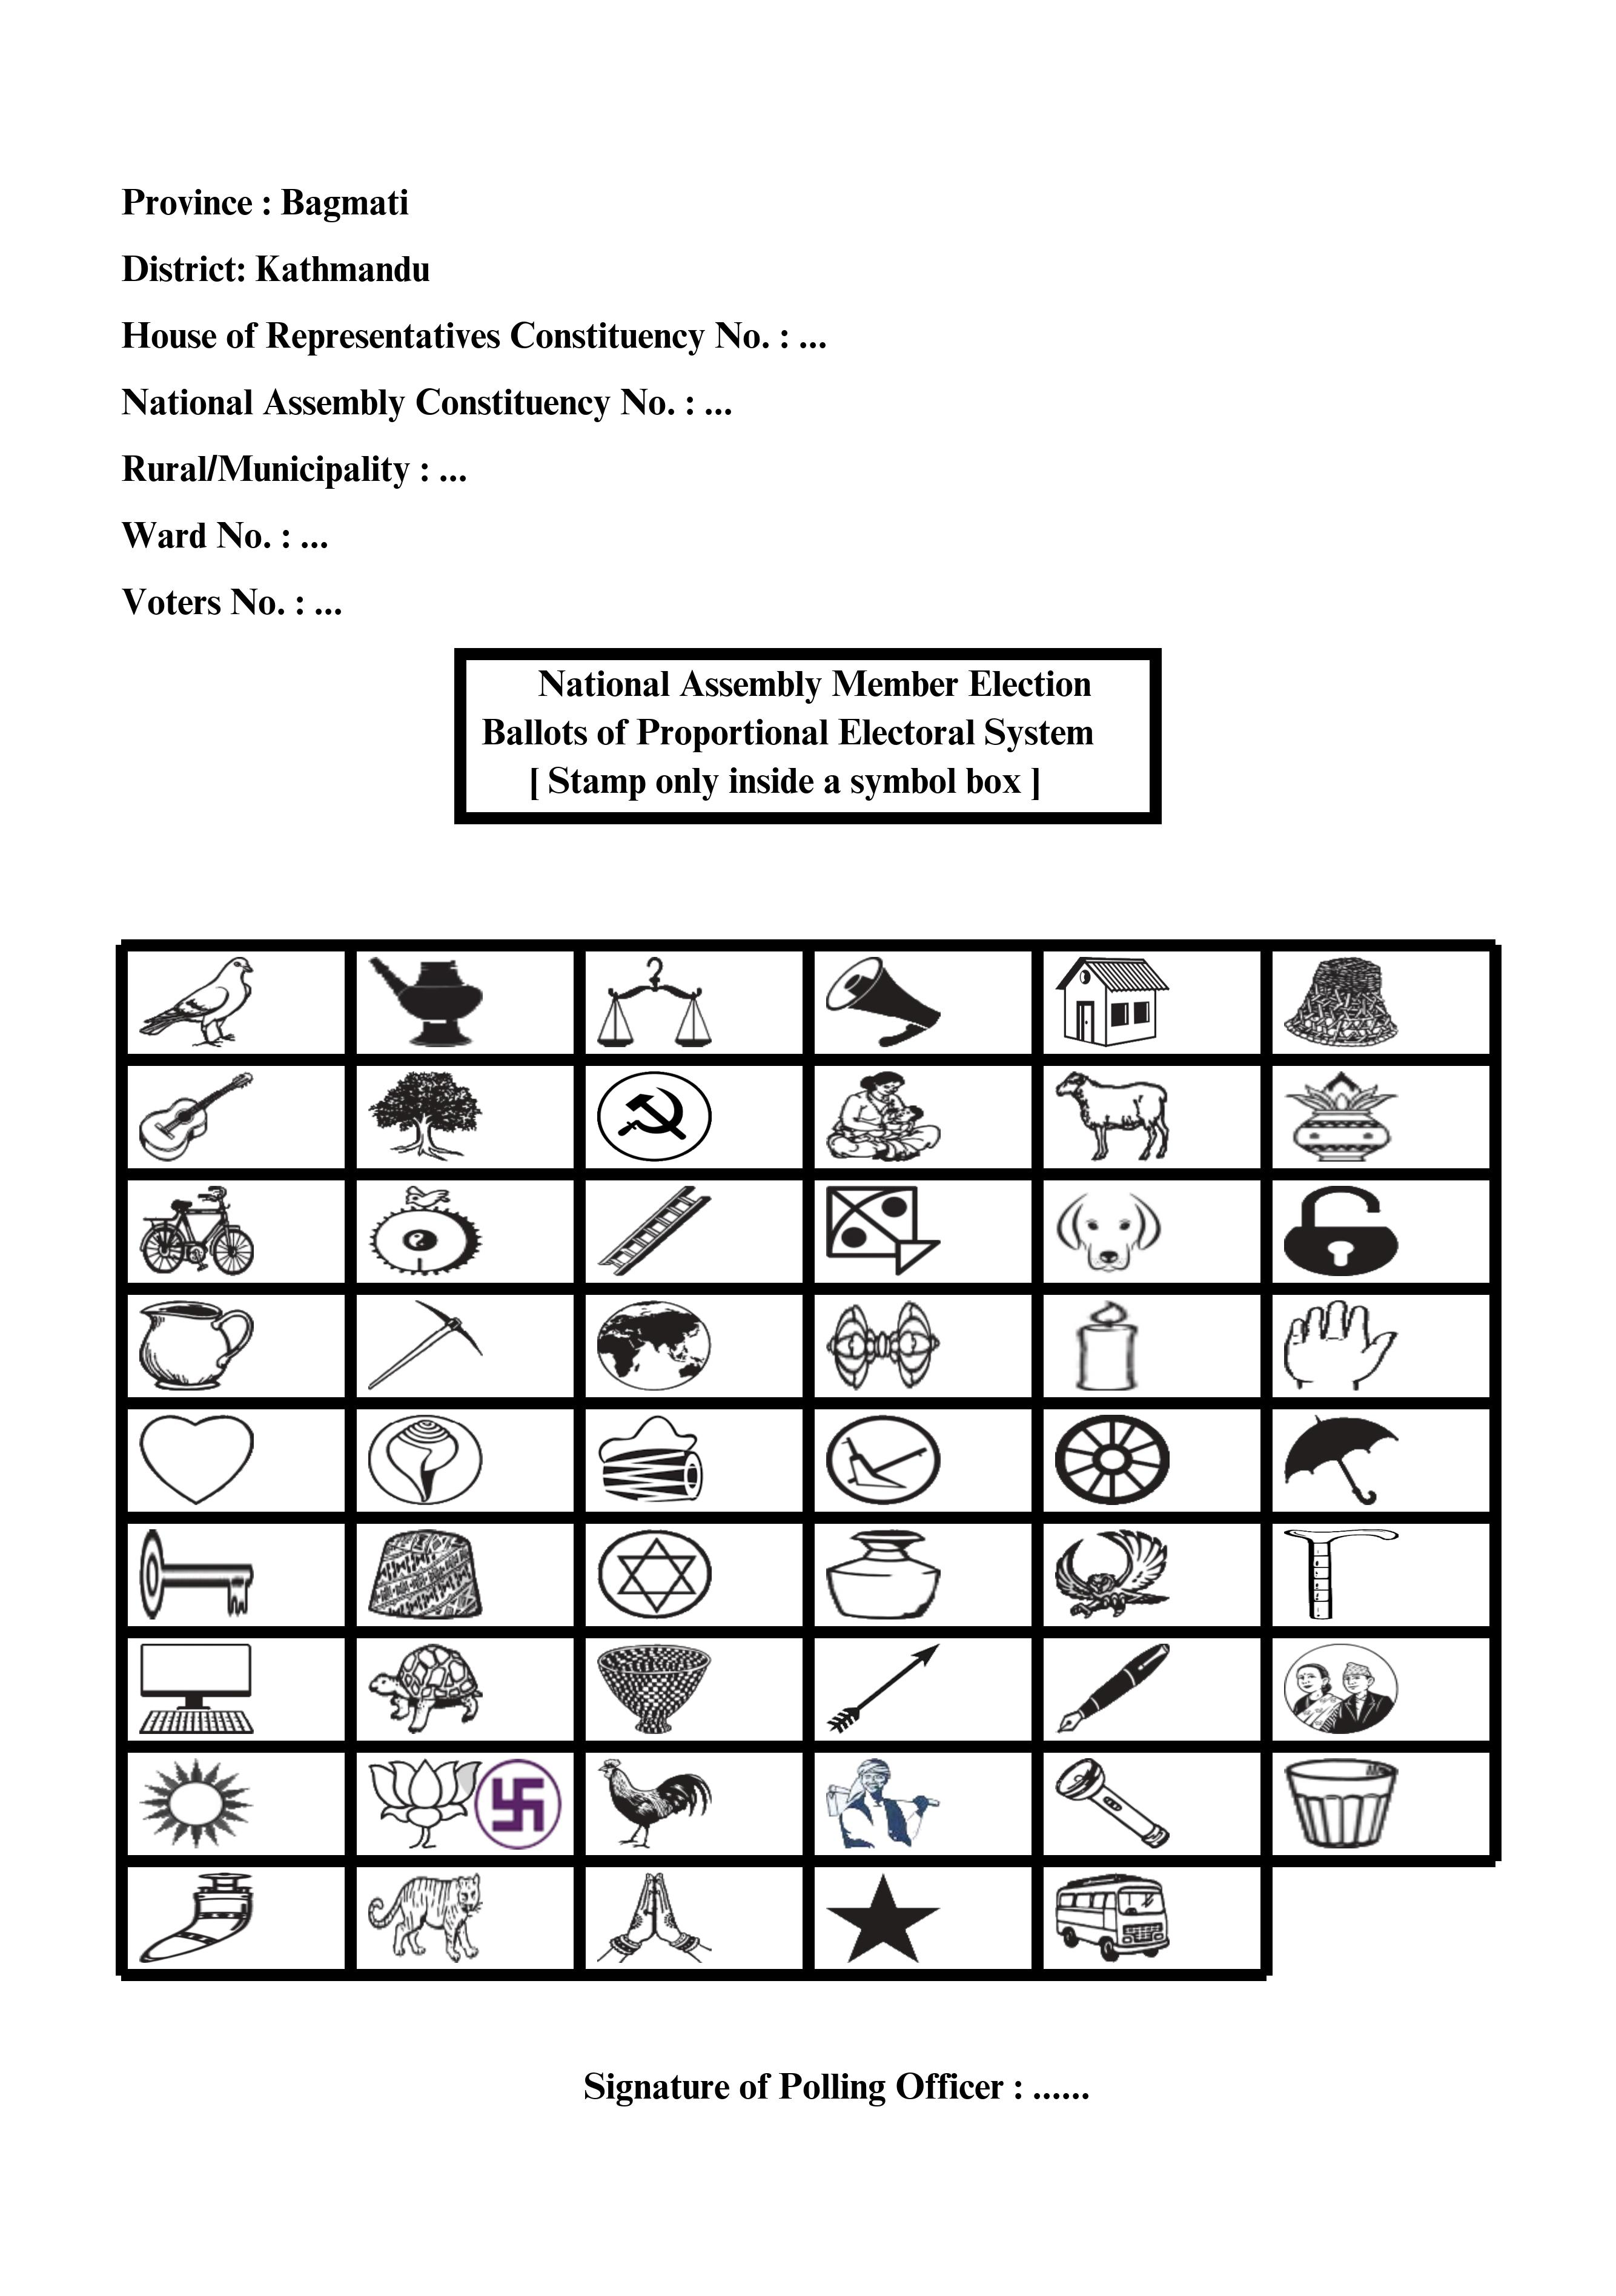 Province : Bagmati
District: Kathmandu
House of Representatives Constituency No. : ...
National Assembly Constituency No. : ...
Rural/Municipality : ...
Ward No. : ...
Voters No. : ...
National Assembly Member Election
Ballots of Proportional Electoral System
[ Stamp only inside a symbol box ]
Signature of Polling Officer : ......